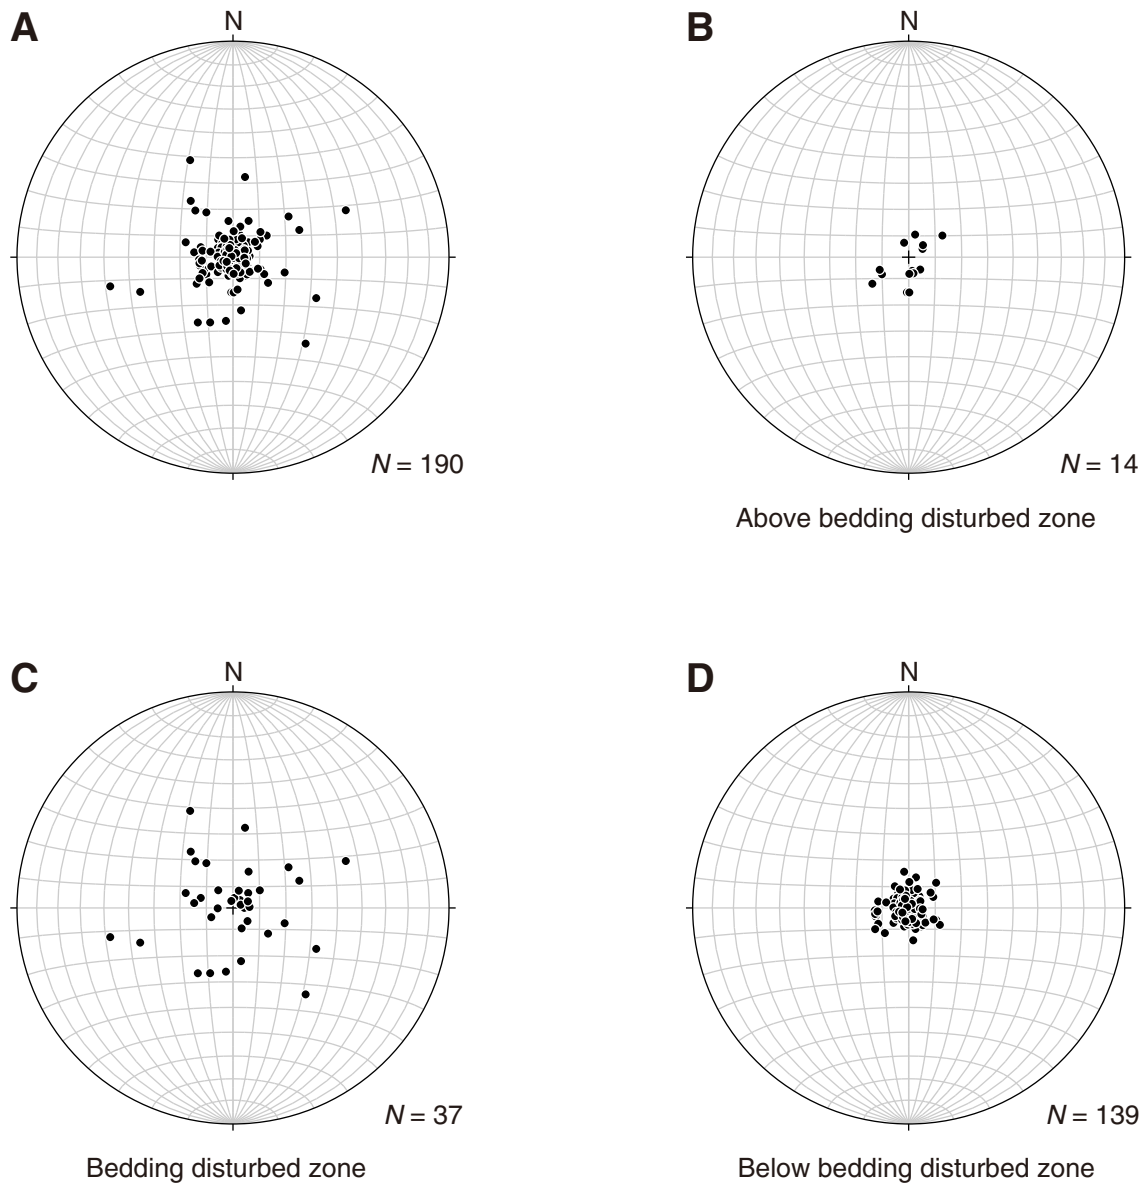 A
N
N = 190
B
N
N = 14
Above bedding disturbed zone
C
N
N = 37
Bedding disturbed zone
D
N
N = 139
Below bedding disturbed zone